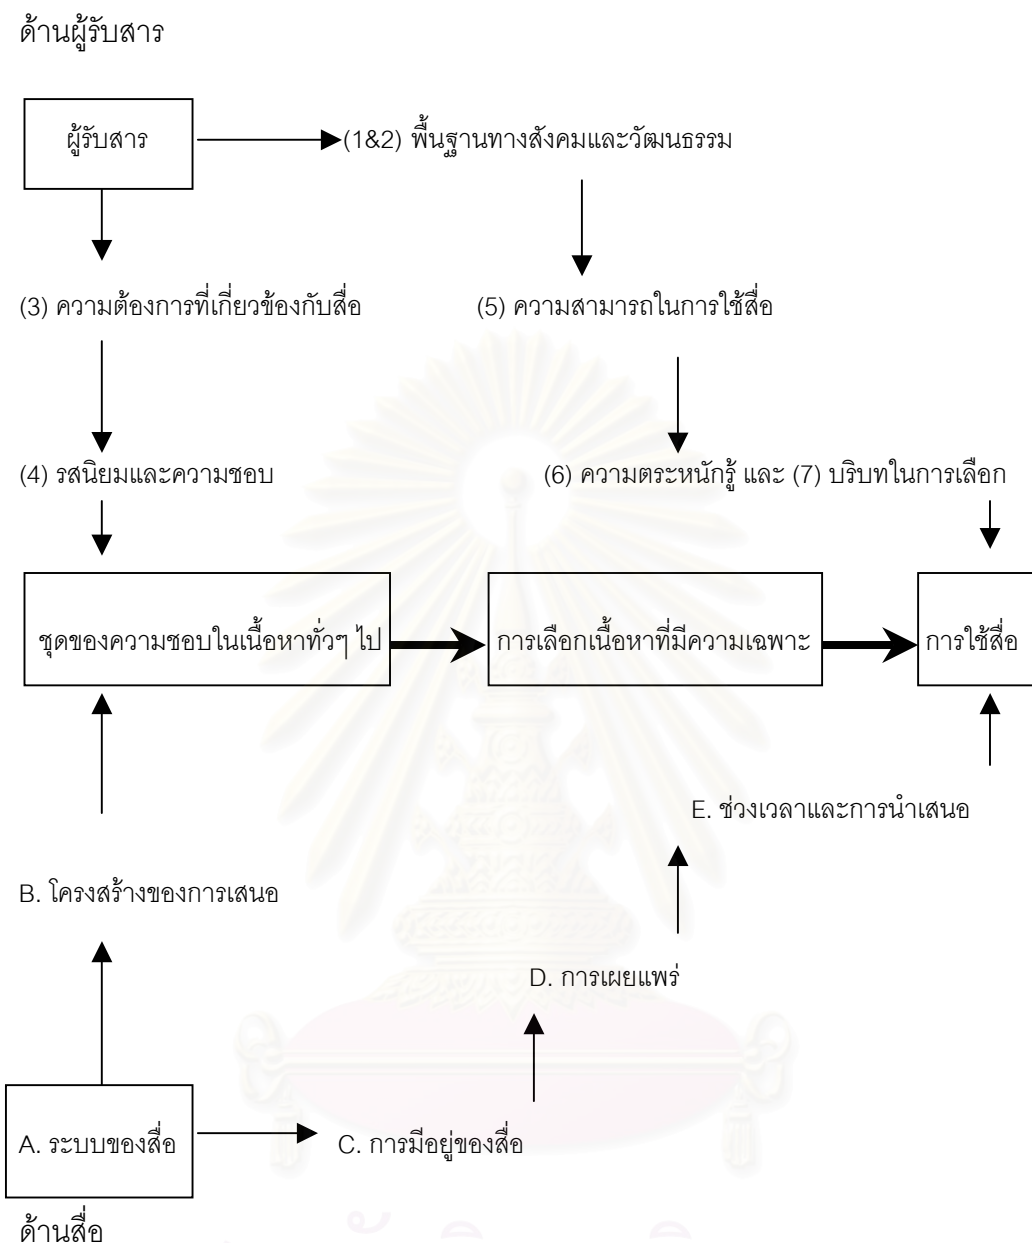 ด้านผู้รับสาร
ผู้รับสาร
(1&2) พื้นฐานทางสังคมและวัฒนธรรม
(3) ความต้องการที่เกี่ยวข้องกับสื่อ
(5) ความสามารถในการใช้สื่อ
(4) รสนิยมและความชอบ
(6) ความตระหนักรู้ และ (7) บริบทในการเลือก
ชุดของความชอบในเนื้อหาทั่วๆ ไป
การเลือกเนื้อหาที่มีความเฉพาะ
การใช้สื่อ
E. ช่วงเวลาและการนำเสนอ
B. โครงสร้างของการเสนอ
D. การเผยแพร่
A. ระบบของสื่อ
C. การมีอยู่ของสื่อ
ด้านสื่อ